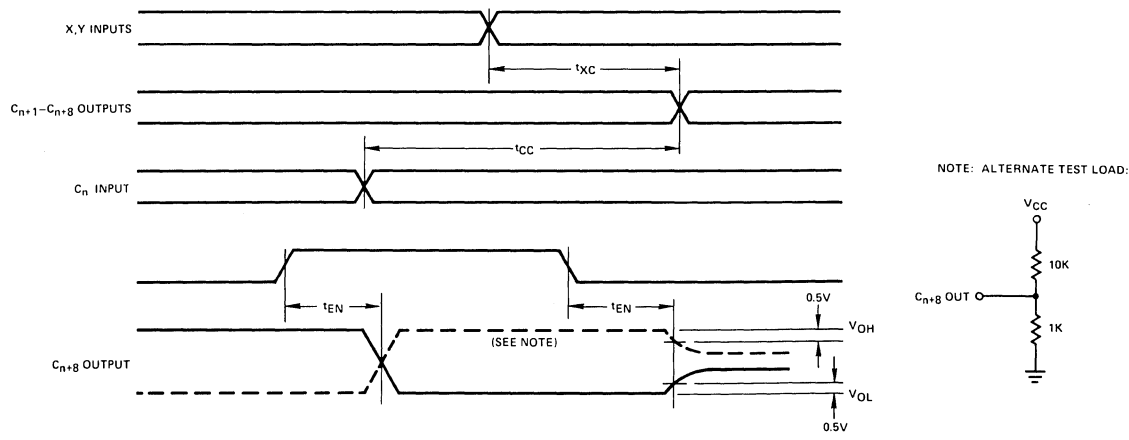 X,Y INPUTS
tXC
Cn+1–Cn+8 OUTPUTS
tCC
Cn INPUT
tEN
tEN
0.5V
VOH
(SEE NOTE)
Cn+8 OUTPUT
VOL
0.5V
NOTE: ALTERNATE TEST LOAD:
VCC
10K
Cn+8 OUT
1K